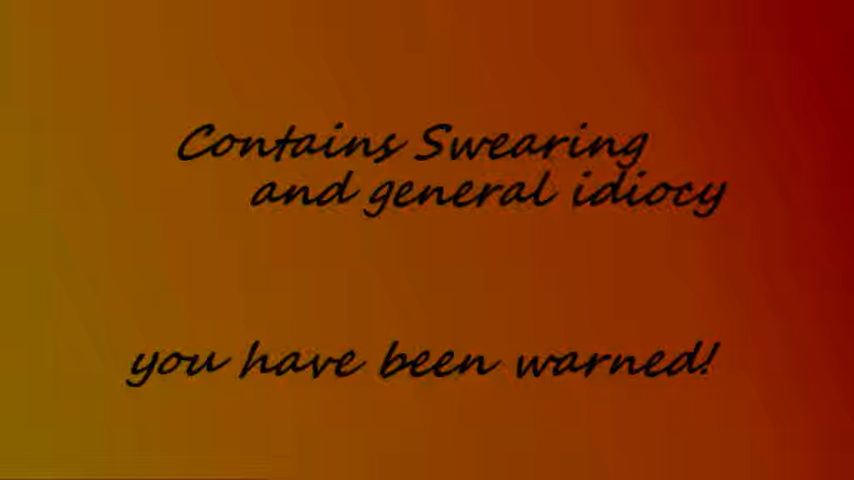 Contains Swearing
and general idiocy
you have been warned!